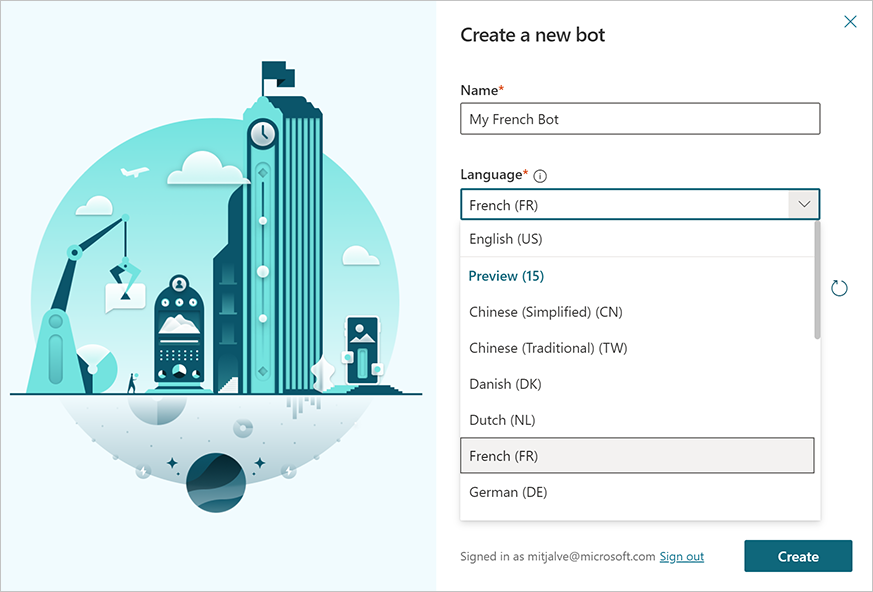 Create a new bot
Name*
My French Bot
Language*
French (FR)
English (US)
Preview (15)
Chinese (Simplified) (CN)
Chinese (Traditional) (TW)
Danish (DK)
Dutch (NL)
French (FR)
German (DE)
Signed in as mitjalve@microsoft.com Sign out
Create